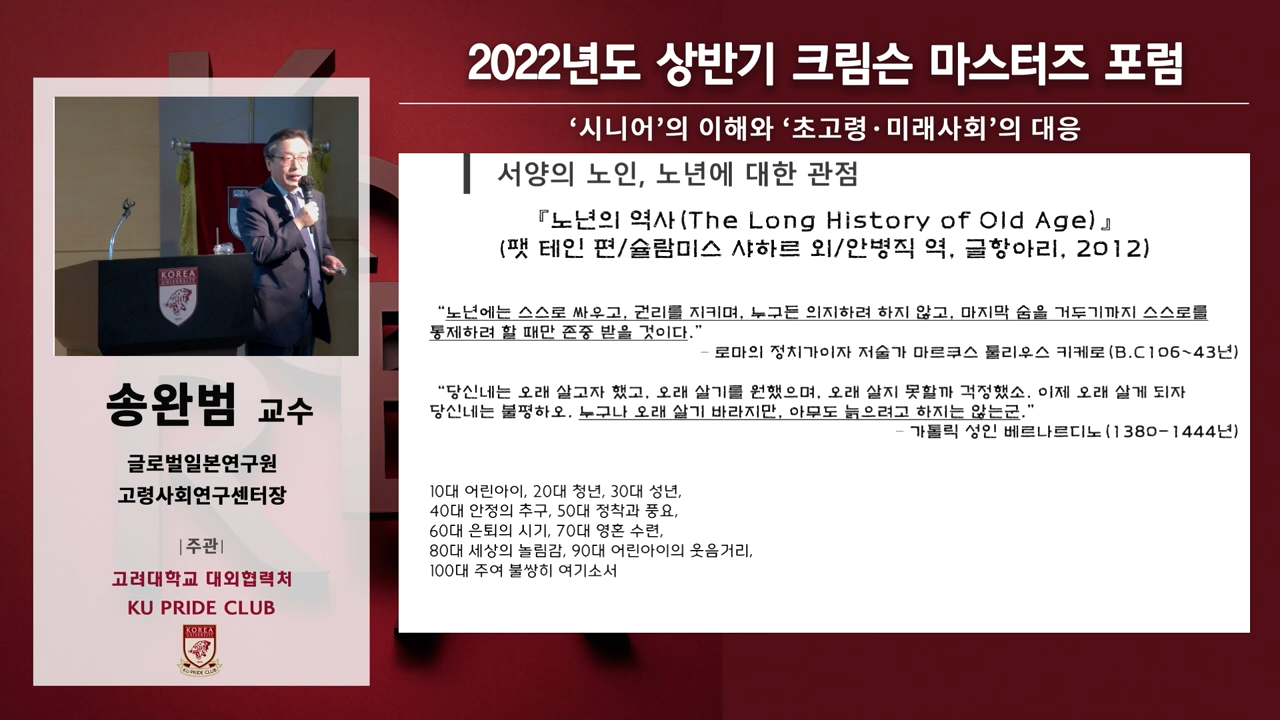 2022년도 상반기 크림슨 마스터즈 포럼
‘시니어’의 이해와 ‘초고령·미래사회’의 대응
서양의 노인, 노년에 대한 관점
『노년의 역사(The Long History of Old Age)』
(팻 테인 편/슐람미스 샤하르 외/안병직 역, 글항아리, 2012)
“노년에는 스스로 싸우고, 권리를 지키며, 누구든 의지하려 하지 않고, 마지막 숨을 거두기까지 스스로를
통제하려 할 때만 존중 받을 것이다.”
– 로마의 정치가이자 저술가 마르쿠스 툴리우스 키케로(B.C106~43년)
“당신네는 오래 살고자 했고, 오래 살기를 원했으며, 오래 살지 못할까 걱정했소. 이제 오래 살게 되자
당신네는 불평하오. 누구나 오래 살기 바라지만, 아무도 늙으려고 하지는 않는군.”
– 가톨릭 성인 베르나르디노(1380-1444년)
10대 어린아이, 20대 청년, 30대 성년,
40대 안정의 추구, 50대 정착과 풍요,
60대 은퇴의 시기, 70대 영혼 수련,
80대 세상의 놀림감, 90대 어린아이의 웃음거리,
100대 주여 불쌍히 여기소서
KOREA
UNIVERSITY
송완범 교수
글로벌일본연구원
고령사회연구센터장
|주관|
고려대학교 대외협력처
KU PRIDE CLUB
KOREA
UNIVERSITY
KU PRIDE CLUB